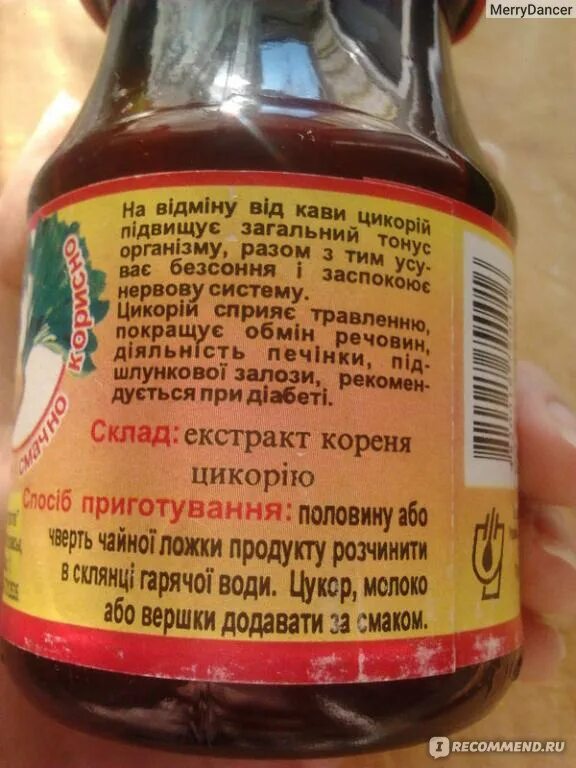 MerryDancer
На відміну від кави цикорій
підвищує загальний тонус
організму, разом з тим усу-
ває безсоння і заспокоює
нервову систему.
Цикорій сприяє травленню,
покращує обмін речовин,
діяльність печінки, під-
шлункової залози, рекомен-
дується при діабеті.
смачно корисно
Склад: екстракт кореня
цикорію
Спосіб приготування: половину або
чверть чайної ложки продукту розчинити
в склянці гарячої води. Цукор, молоко
або вершки додавати за смаком.
IRECOMMEND.RU